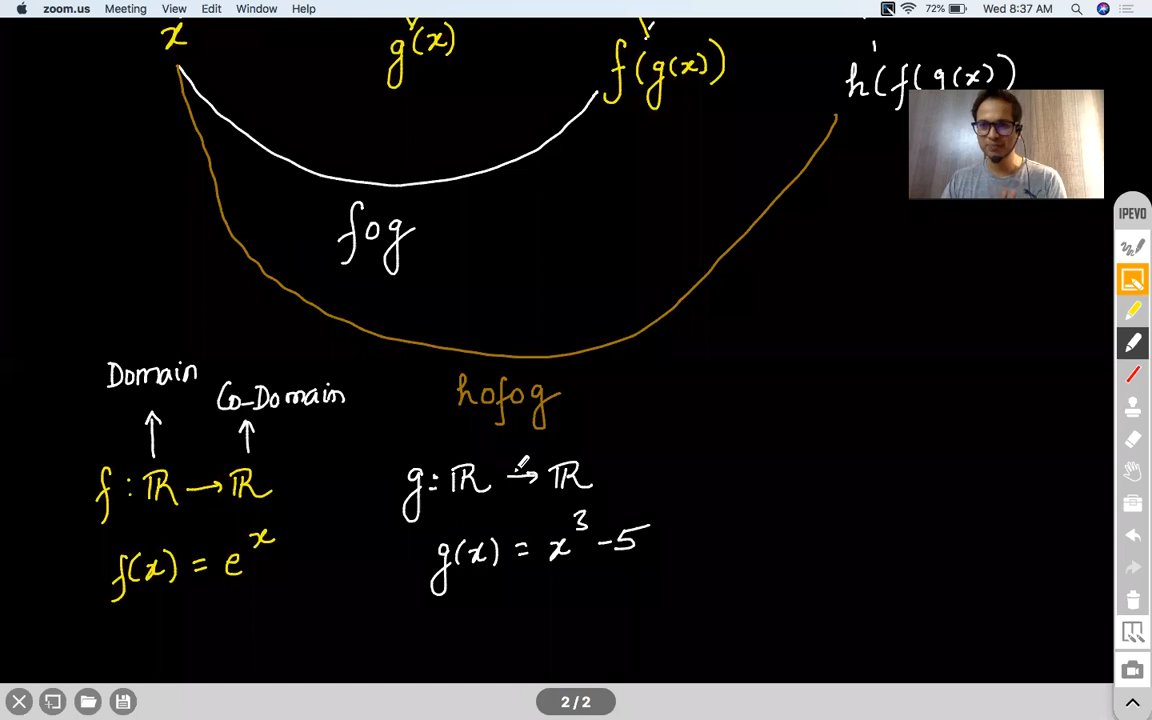 zoom.us Meeting View Edit Window Help 72% Wed 8:37 AM
x g(x) f(g(x)) h(f(g(x))
fog
hofog
Domain Co-Domain
f : ℝ → ℝ g: ℝ → ℝ
f(x) = e^x g(x) = x^3 - 5
IPEVO
2/2